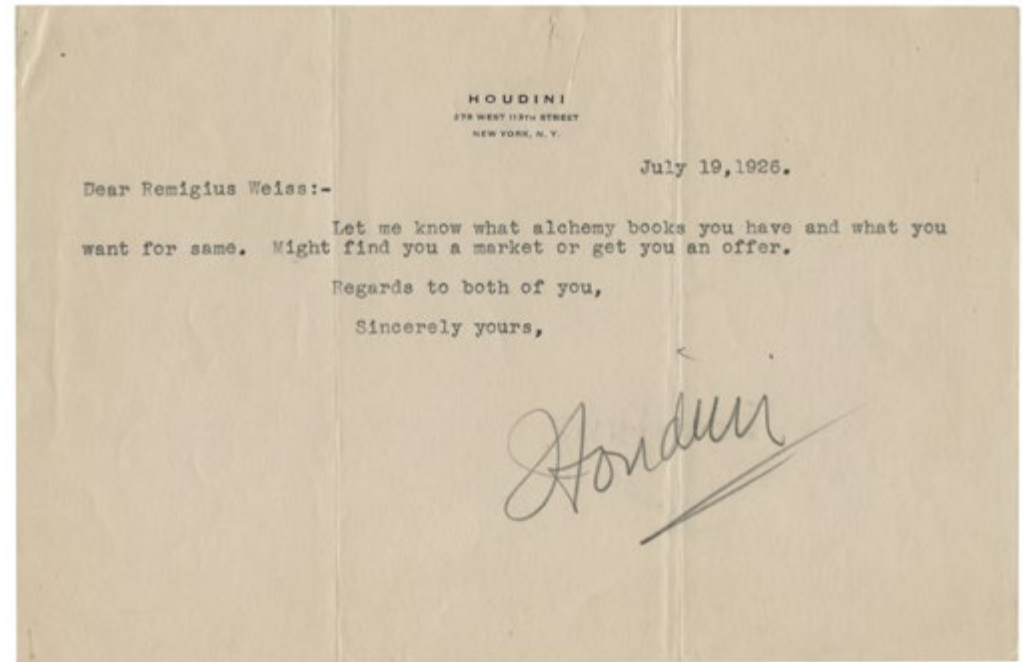 HOUDINI
278 WEST 113TH STREET
NEW YORK, N. Y.
July 19,1926.
Dear Remigius Weiss:-
Let me know what alchemy books you have and what you
want for same. Might find you a market or get you an offer.
Regards to both of you,
Sincerely yours,
Houdini